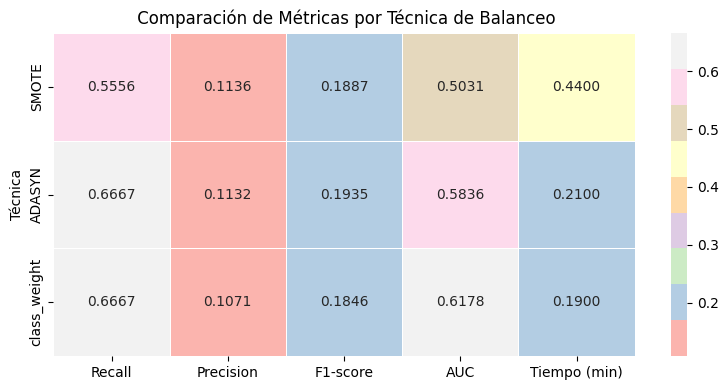 Comparación de Métricas por Técnica de Balanceo
Técnica
SMOTE
0.5556 0.1136 0.1887 0.5031 0.4400
ADASYN
0.6667 0.1132 0.1935 0.5836 0.2100
class_weight
0.6667 0.1071 0.1846 0.6178 0.1900
Recall Precision F1-score AUC Tiempo (min)
0.6
0.5
0.4
0.3
0.2